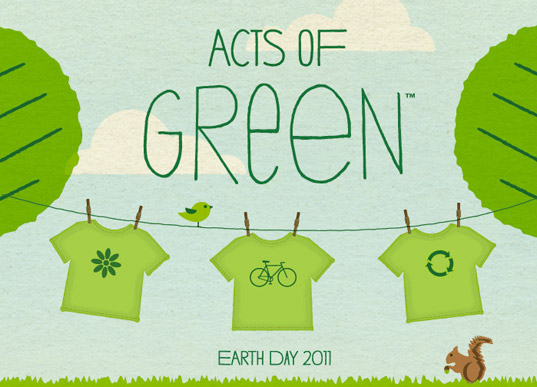 ACTS OF
GReeN™
EARTH DAY 2011